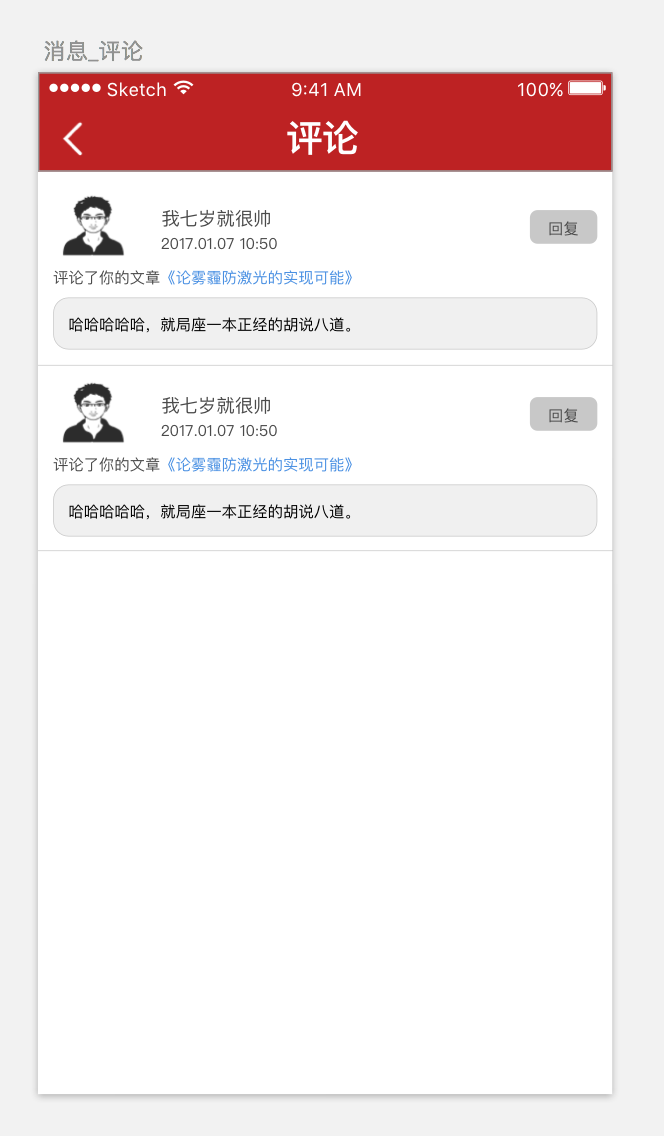 消息_评论
Sketch 9:41 AM 100%
评论
我七岁就很帅
回复
2017.01.07 10:50
评论了你的文章《论雾霾防激光的实现可能》
哈哈哈哈哈，就局座一本正经的胡说八道。
我七岁就很帅
回复
2017.01.07 10:50
评论了你的文章《论雾霾防激光的实现可能》
哈哈哈哈哈，就局座一本正经的胡说八道。